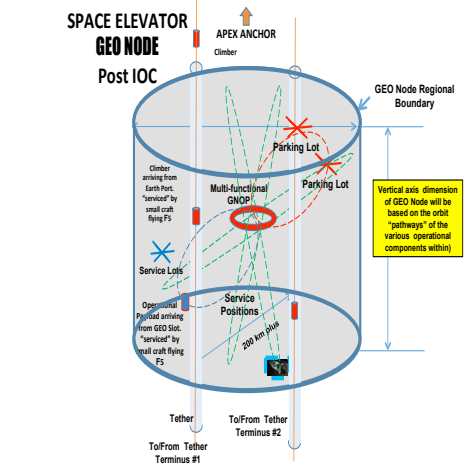 SPACE ELEVATOR
GEO NODE
Post IOC
APEX ANCHOR
Climber
GEO Node Regional
Boundary
Parking Lot
Parking Lot
Climber
arriving from
Earth Port.
"serviced" by
small craft
flying F5
Multi-functional
GNOP
Vertical axis dimension
of GEO Node will be
based on the orbit
"pathways" of the
various operational
components within)
Service Lots
Service
Positions
Operational
Payload arriving
from GEO Slot.
"serviced" by
small craft flying
F5
200 km plus
Tether
To/From Tether
Terminus #1
To/From Tether
Terminus #2